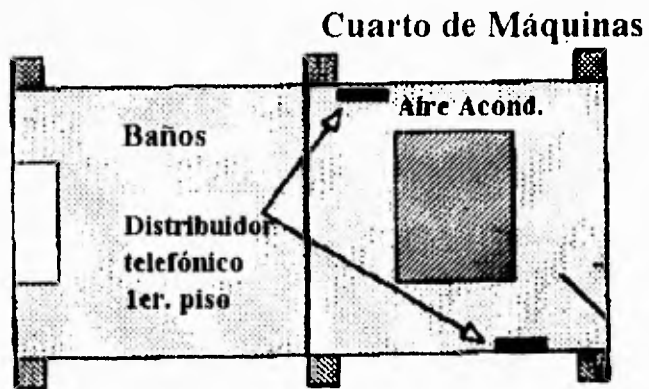 Cuarto de Máquinas
Aire Acond.
Baños
Distribuidor
telefónico
1er. piso